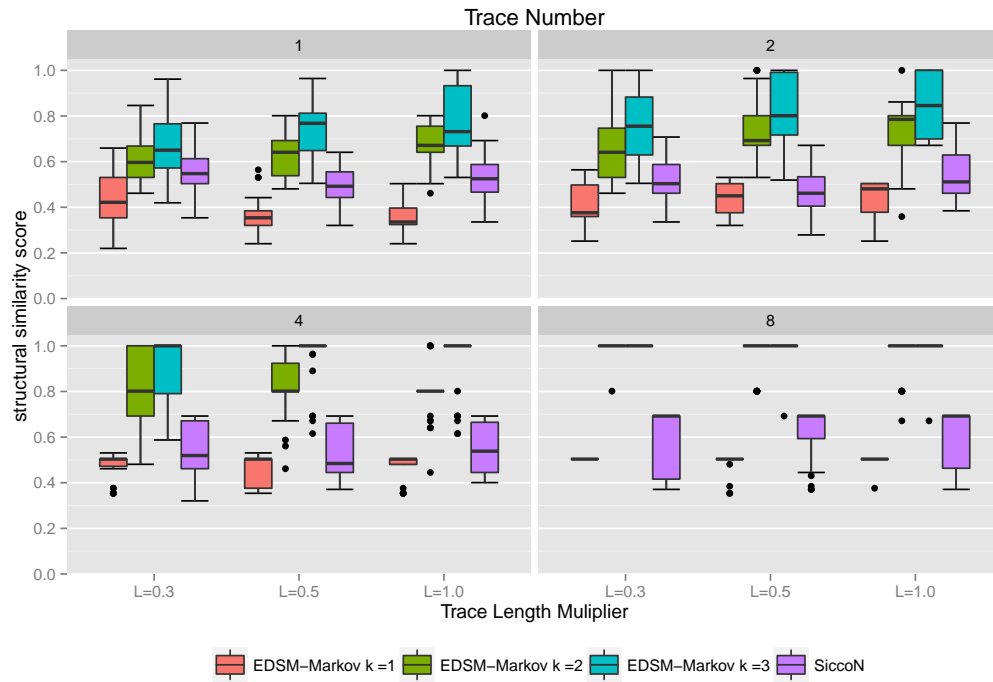 Trace Number
1
2
1.0
0.8
0.6
0.4
0.2
0.0
4
8
1.0
0.8
0.6
0.4
0.2
0.0
structural similarity score
L=0.3
L=0.5
L=1.0
L=0.3
L=0.5
L=1.0
Trace Length Muliplier
EDSM−Markov k =1
EDSM−Markov k =2
EDSM−Markov k =3
SiccoN